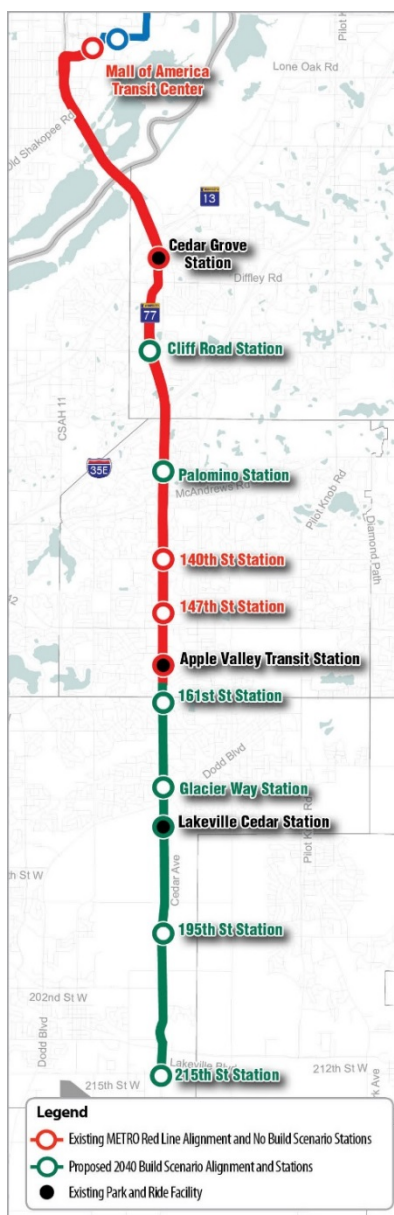 Pilot K
Lone Oak Rd
Mall of America
Transit Center
Old Shakopee Rd
13
Cedar Grove
Station
Diffley Rd
77
Cliff Road Station
CSAH 11
35E
Palomino Station
McAndrews Rd
Pilot Knob Rd
Diamond Path
140th St Station
147th St Station
Apple Valley Transit Station
161st St Station
Dodd Blvd
Glacier Way Station
Lakeville Cedar Station
Cedar Ave
th St W
195th St Station
202nd St W
Dodd Blvd
Lakeville Blvd
212th St W
215th St W
215th St Station
Legend
Existing METRO Red Line Alignment and No Build Scenario Stations
Proposed 2040 Build Scenario Alignment and Stations
Existing Park and Ride Facility